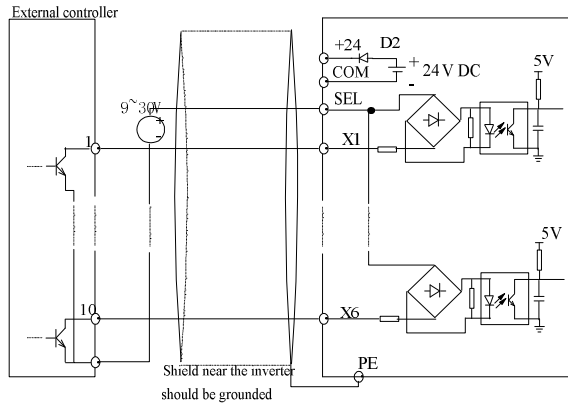 External controller
+24 D2
5V
COM
+
24V DC
-
SEL
9~30V
+
1
X1
5V
10
X6
PE
Shield near the inverter
should be grounded